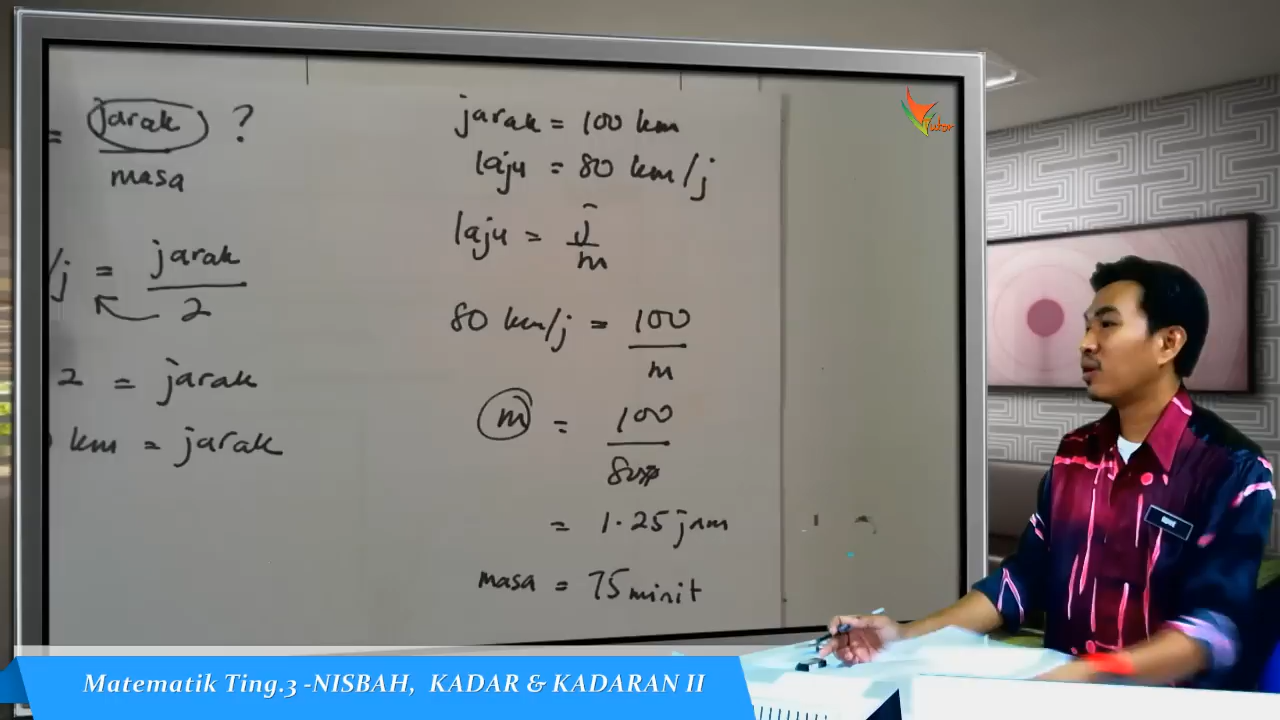 = jarak ?
masa
/j = jarak
2
2 = jarak
km = jarak
jarak = 100 km
laju = 80 km/j
laju = j
m
80 km/j = 100
m
m = 100
80
= 1.25 jam
masa = 75 minit
Tutor
Matematik Ting.3 -NISBAH, KADAR & KADARAN II